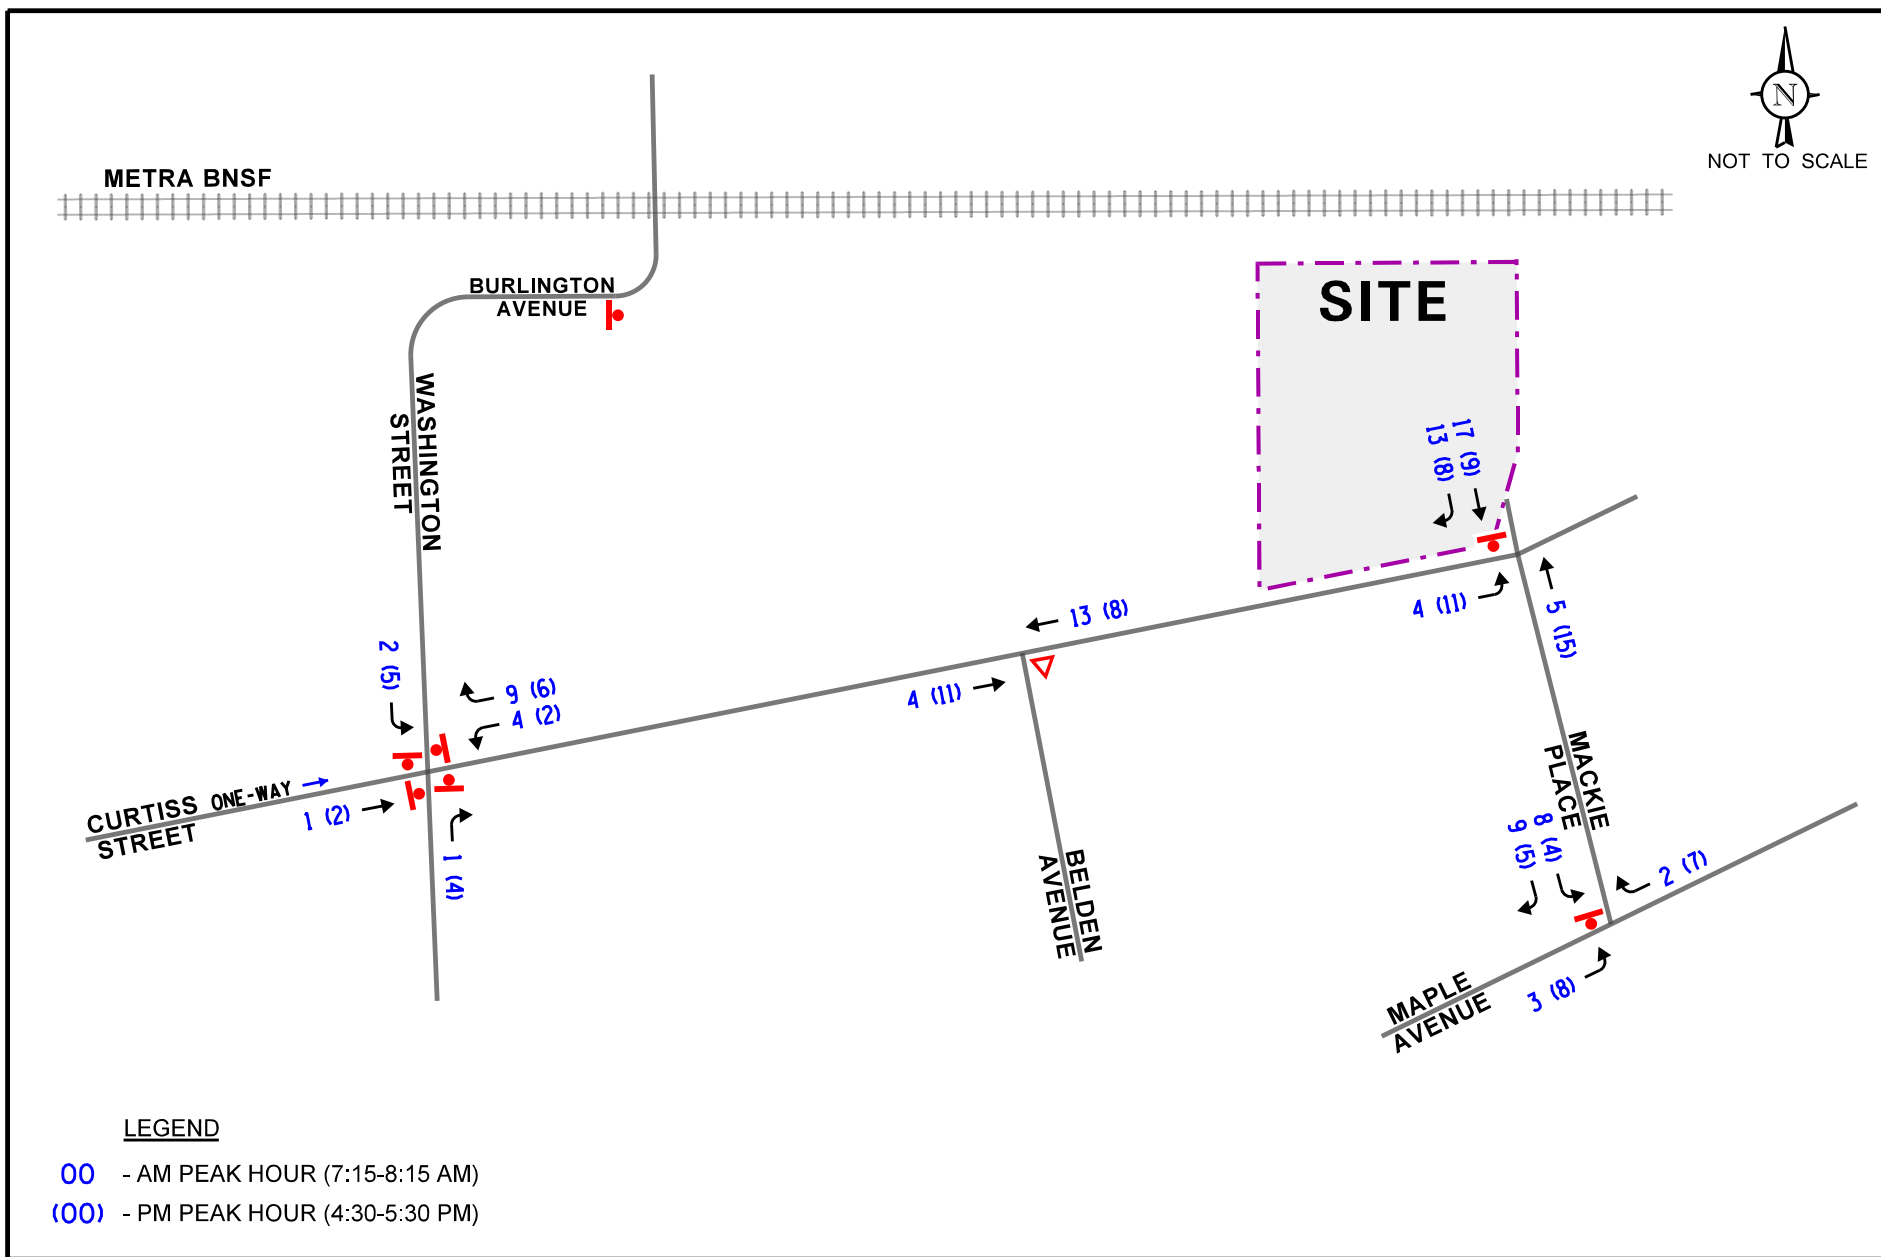 N
NOT TO SCALE
METRA BNSF
BURLINGTON
AVENUE
SITE
WASHINGTON
STREET
17 (9)
13 (8)
13 (8)
4 (11)
5 (15)
2 (5)
9 (6)
4 (2)
4 (11)
CURTISS ONE-WAY
STREET
1 (2)
1 (4)
BELDEN
AVENUE
MACKIE
PLACE
8 (4)
9 (5)
2 (7)
3 (8)
MAPLE
AVENUE
LEGEND
00 - AM PEAK HOUR (7:15-8:15 AM)
(00) - PM PEAK HOUR (4:30-5:30 PM)